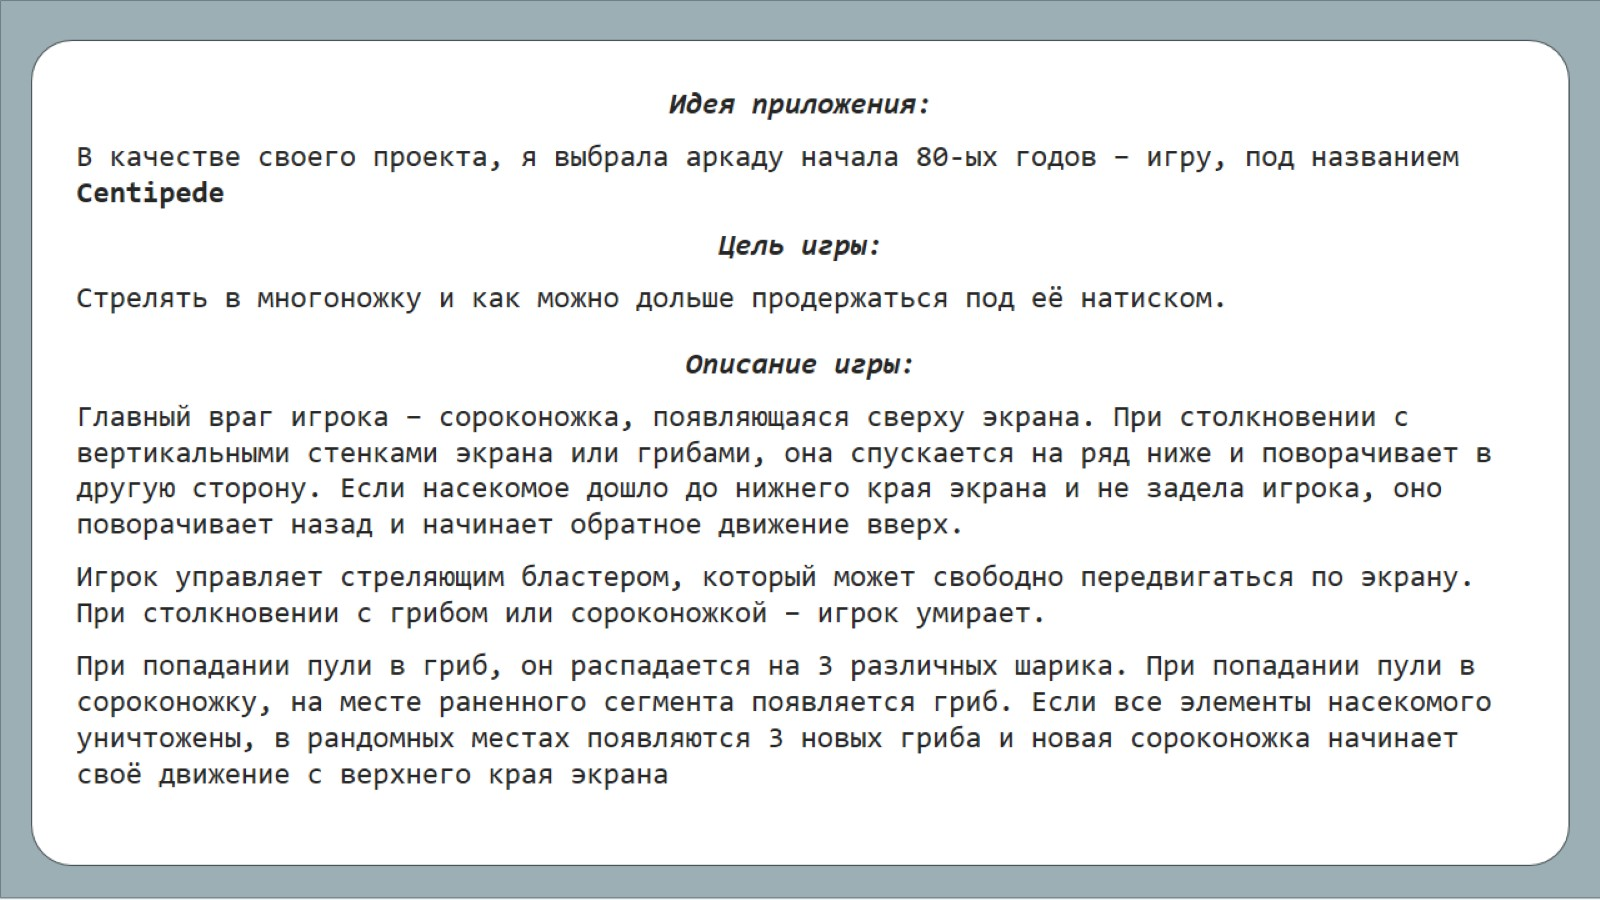 Идея приложения:
В качестве своего проекта, я выбрала аркаду начала 80-ых годов – игру, под названием
Centipede
Цель игры:
Стрелять в многоножку и как можно дольше продержаться под её натиском.
Описание игры:
Главный враг игрока – сороконожка, появляющаяся сверху экрана. При столкновении с
вертикальными стенками экрана или грибами, она спускается на ряд ниже и поворачивает в
другую сторону. Если насекомое дошло до нижнего края экрана и не задела игрока, оно
поворачивает назад и начинает обратное движение вверх.
Игрок управляет стреляющим бластером, который может свободно передвигаться по экрану.
При столкновении с грибом или сороконожкой – игрок умирает.
При попадании пули в гриб, он распадается на 3 различных шарика. При попадании пули в
сороконожку, на месте раненного сегмента появляется гриб. Если все элементы насекомого
уничтожены, в рандомных местах появляются 3 новых гриба и новая сороконожка начинает
своё движение с верхнего края экрана